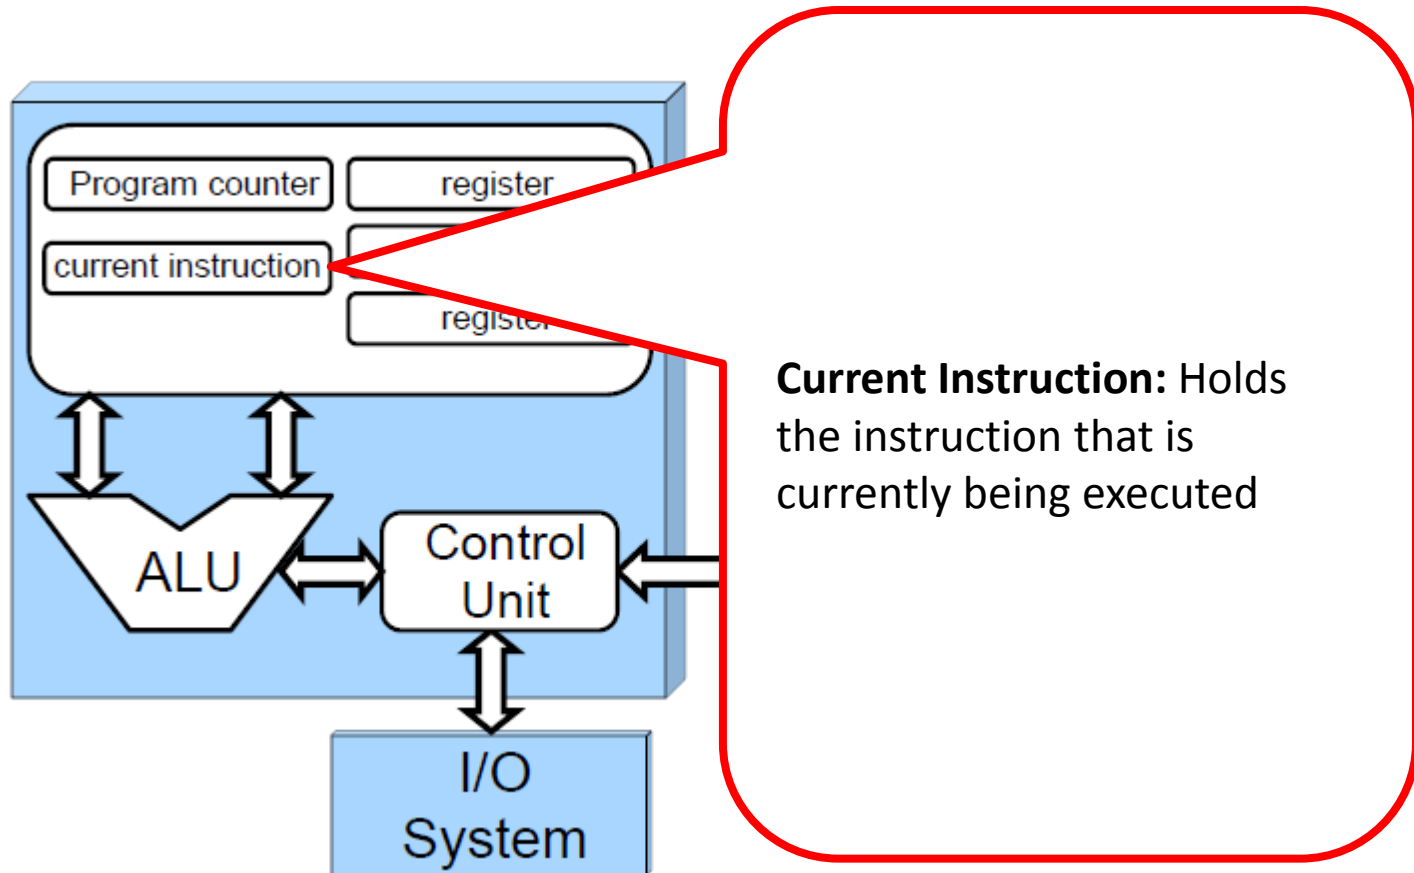 Program counter
register
current instruction
register
ALU
Control
Unit
I/O
System
Current Instruction: Holds
the instruction that is
currently being executed